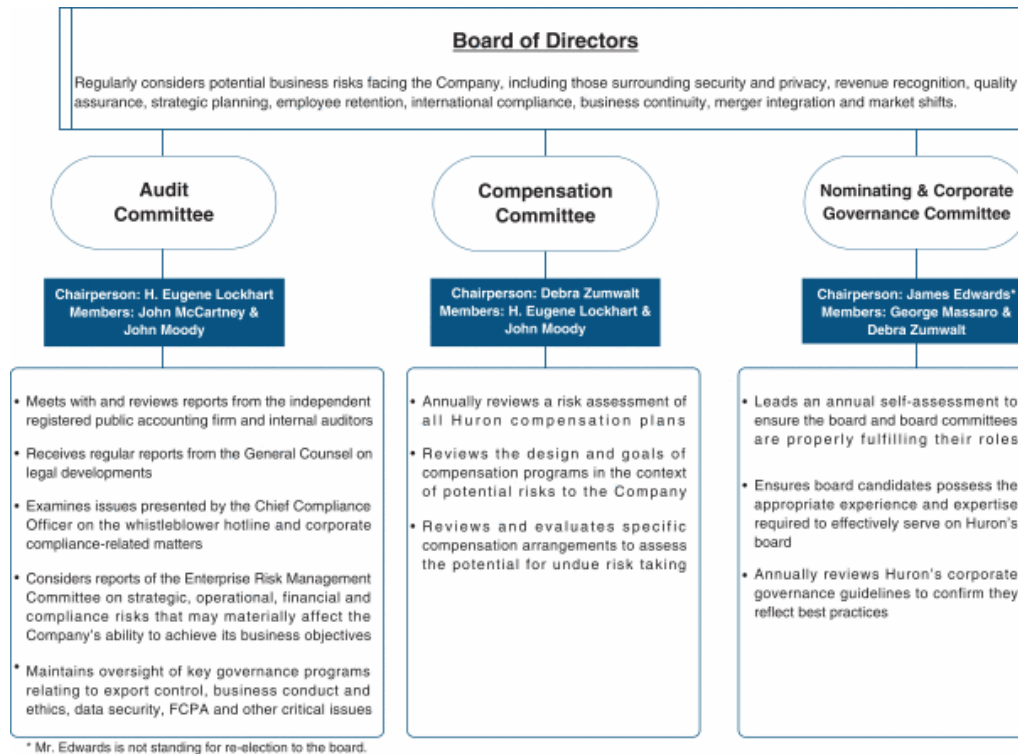 Board of Directors
Regularly considers potential business risks facing the Company, including those surrounding security and privacy, revenue recognition, quality
assurance, strategic planning, employee retention, international compliance, business continuity, merger integration and market shifts.
Audit
Committee
Chairperson: H. Eugene Lockhart
Members: John McCartney &
John Moody
• Meets with and reviews reports from the independent
registered public accounting firm and internal auditors
• Receives regular reports from the General Counsel on
legal developments
• Examines issues presented by the Chief Compliance
Officer on the whistleblower hotline and corporate
compliance-related matters
• Considers reports of the Enterprise Risk Management
Committee on strategic, operational, financial and
compliance risks that may materially affect the
Company's ability to achieve its business objectives
• Maintains oversight of key governance programs
relating to export control, business conduct and
ethics, data security, FCPA and other critical issues
Compensation
Committee
Chairperson: Debra Zumwalt
Members: H. Eugene Lockhart &
John Moody
• Annually reviews a risk assessment of
all Huron compensation plans
• Reviews the design and goals of
compensation programs in the context
of potential risks to the Company
• Reviews and evaluates specific
compensation arrangements to assess
the potential for undue risk taking
Nominating & Corporate
Governance Committee
Chairperson: James Edwards*
Members: George Massaro &
Debra Zumwalt
• Leads an annual self-assessment to
ensure the board and board committees
are properly fulfilling their roles
• Ensures board candidates possess the
appropriate experience and expertise
required to effectively serve on Huron's
board
• Annually reviews Huron's corporate
governance guidelines to confirm they
reflect best practices
* Mr. Edwards is not standing for re-election to the board.